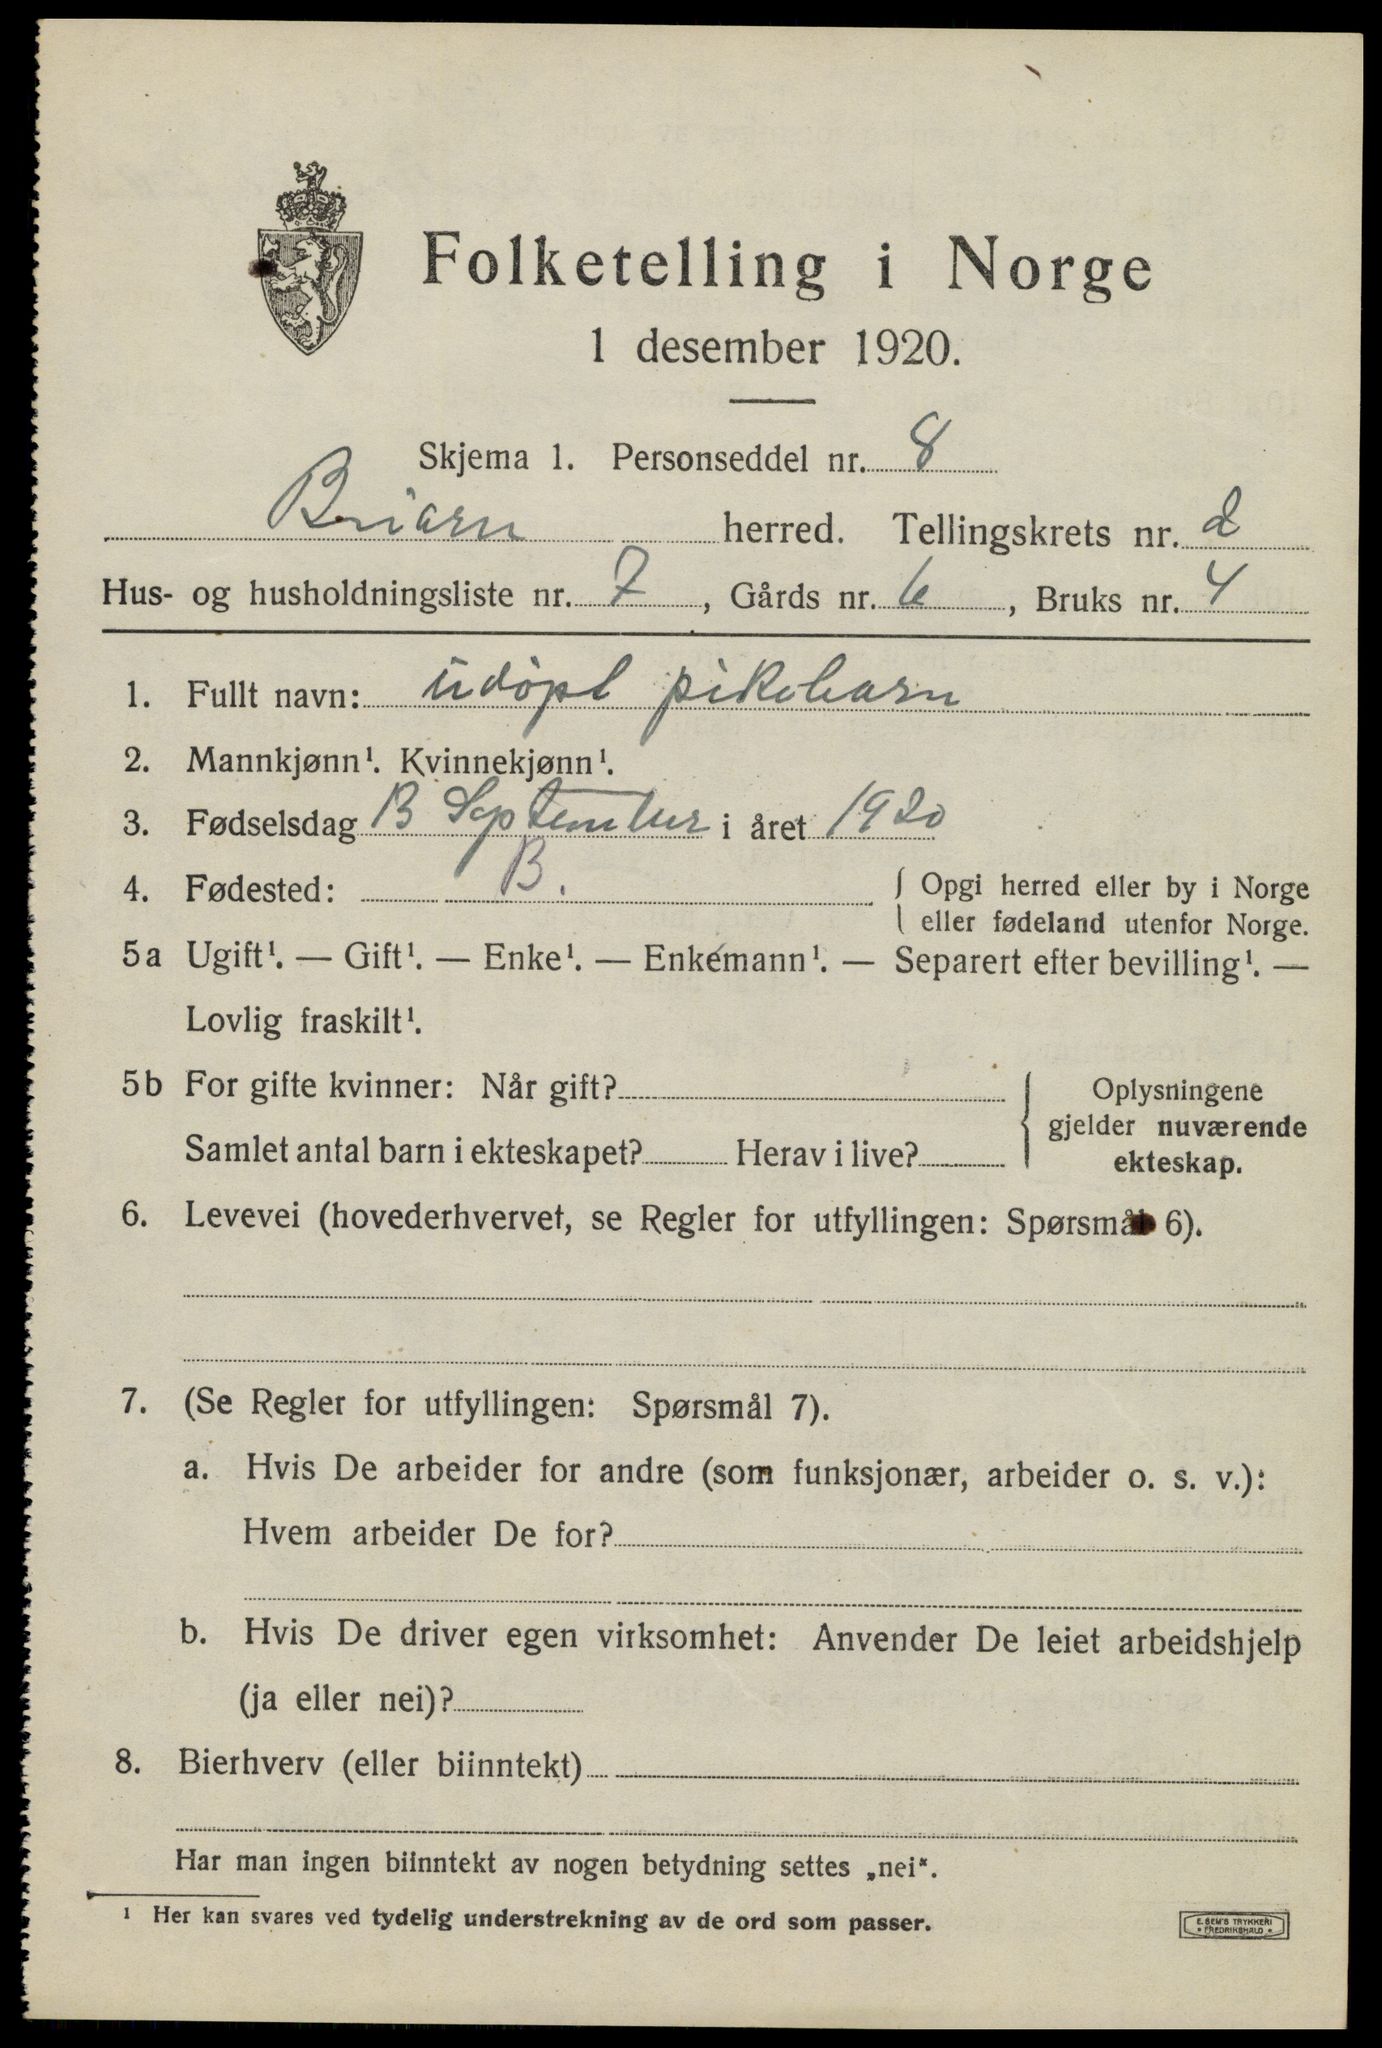 Folketelling i Norge
1 desember 1920.
Skjema 1. Personseddel nr. 8
Briarn herred. Tellingskrets nr. 2
Hus- og husholdningsliste nr. 7, Gårds nr. 6, Bruks nr. 4
1. Fullt navn: udöpt pikebarn
2. Mannkjønn¹. Kvinnekjønn¹.
3. Fødselsdag 13 September i året 1920
4. Fødested: B. { Opgi herred eller by i Norge
eller fødeland utenfor Norge.
5a Ugift¹. — Gift¹. — Enke¹. — Enkemann¹. — Separert efter bevilling¹. —
Lovlig fraskilt¹.
5b For gifte kvinner: Når gift? { Oplysningene
gjelder nuværende
Samlet antal barn i ekteskapet? Herav i live? ekteskap.
6. Levevei (hovederhvervet, se Regler for utfyllingen: Spørsmål 6).
7. (Se Regler for utfyllingen: Spørsmål 7).
a. Hvis De arbeider for andre (som funksjonær, arbeider o. s. v.):
Hvem arbeider De for?
b. Hvis De driver egen virksomhet: Anvender De leiet arbeidshjelp
(ja eller nei)?
8. Bierhverv (eller biinntekt)
Har man ingen biinntekt av nogen betydning settes „nei“.
¹ Her kan svares ved tydelig understrekning av de ord som passer.
E. SEM'S TRYKKERI
• FREDRIKSHALD •